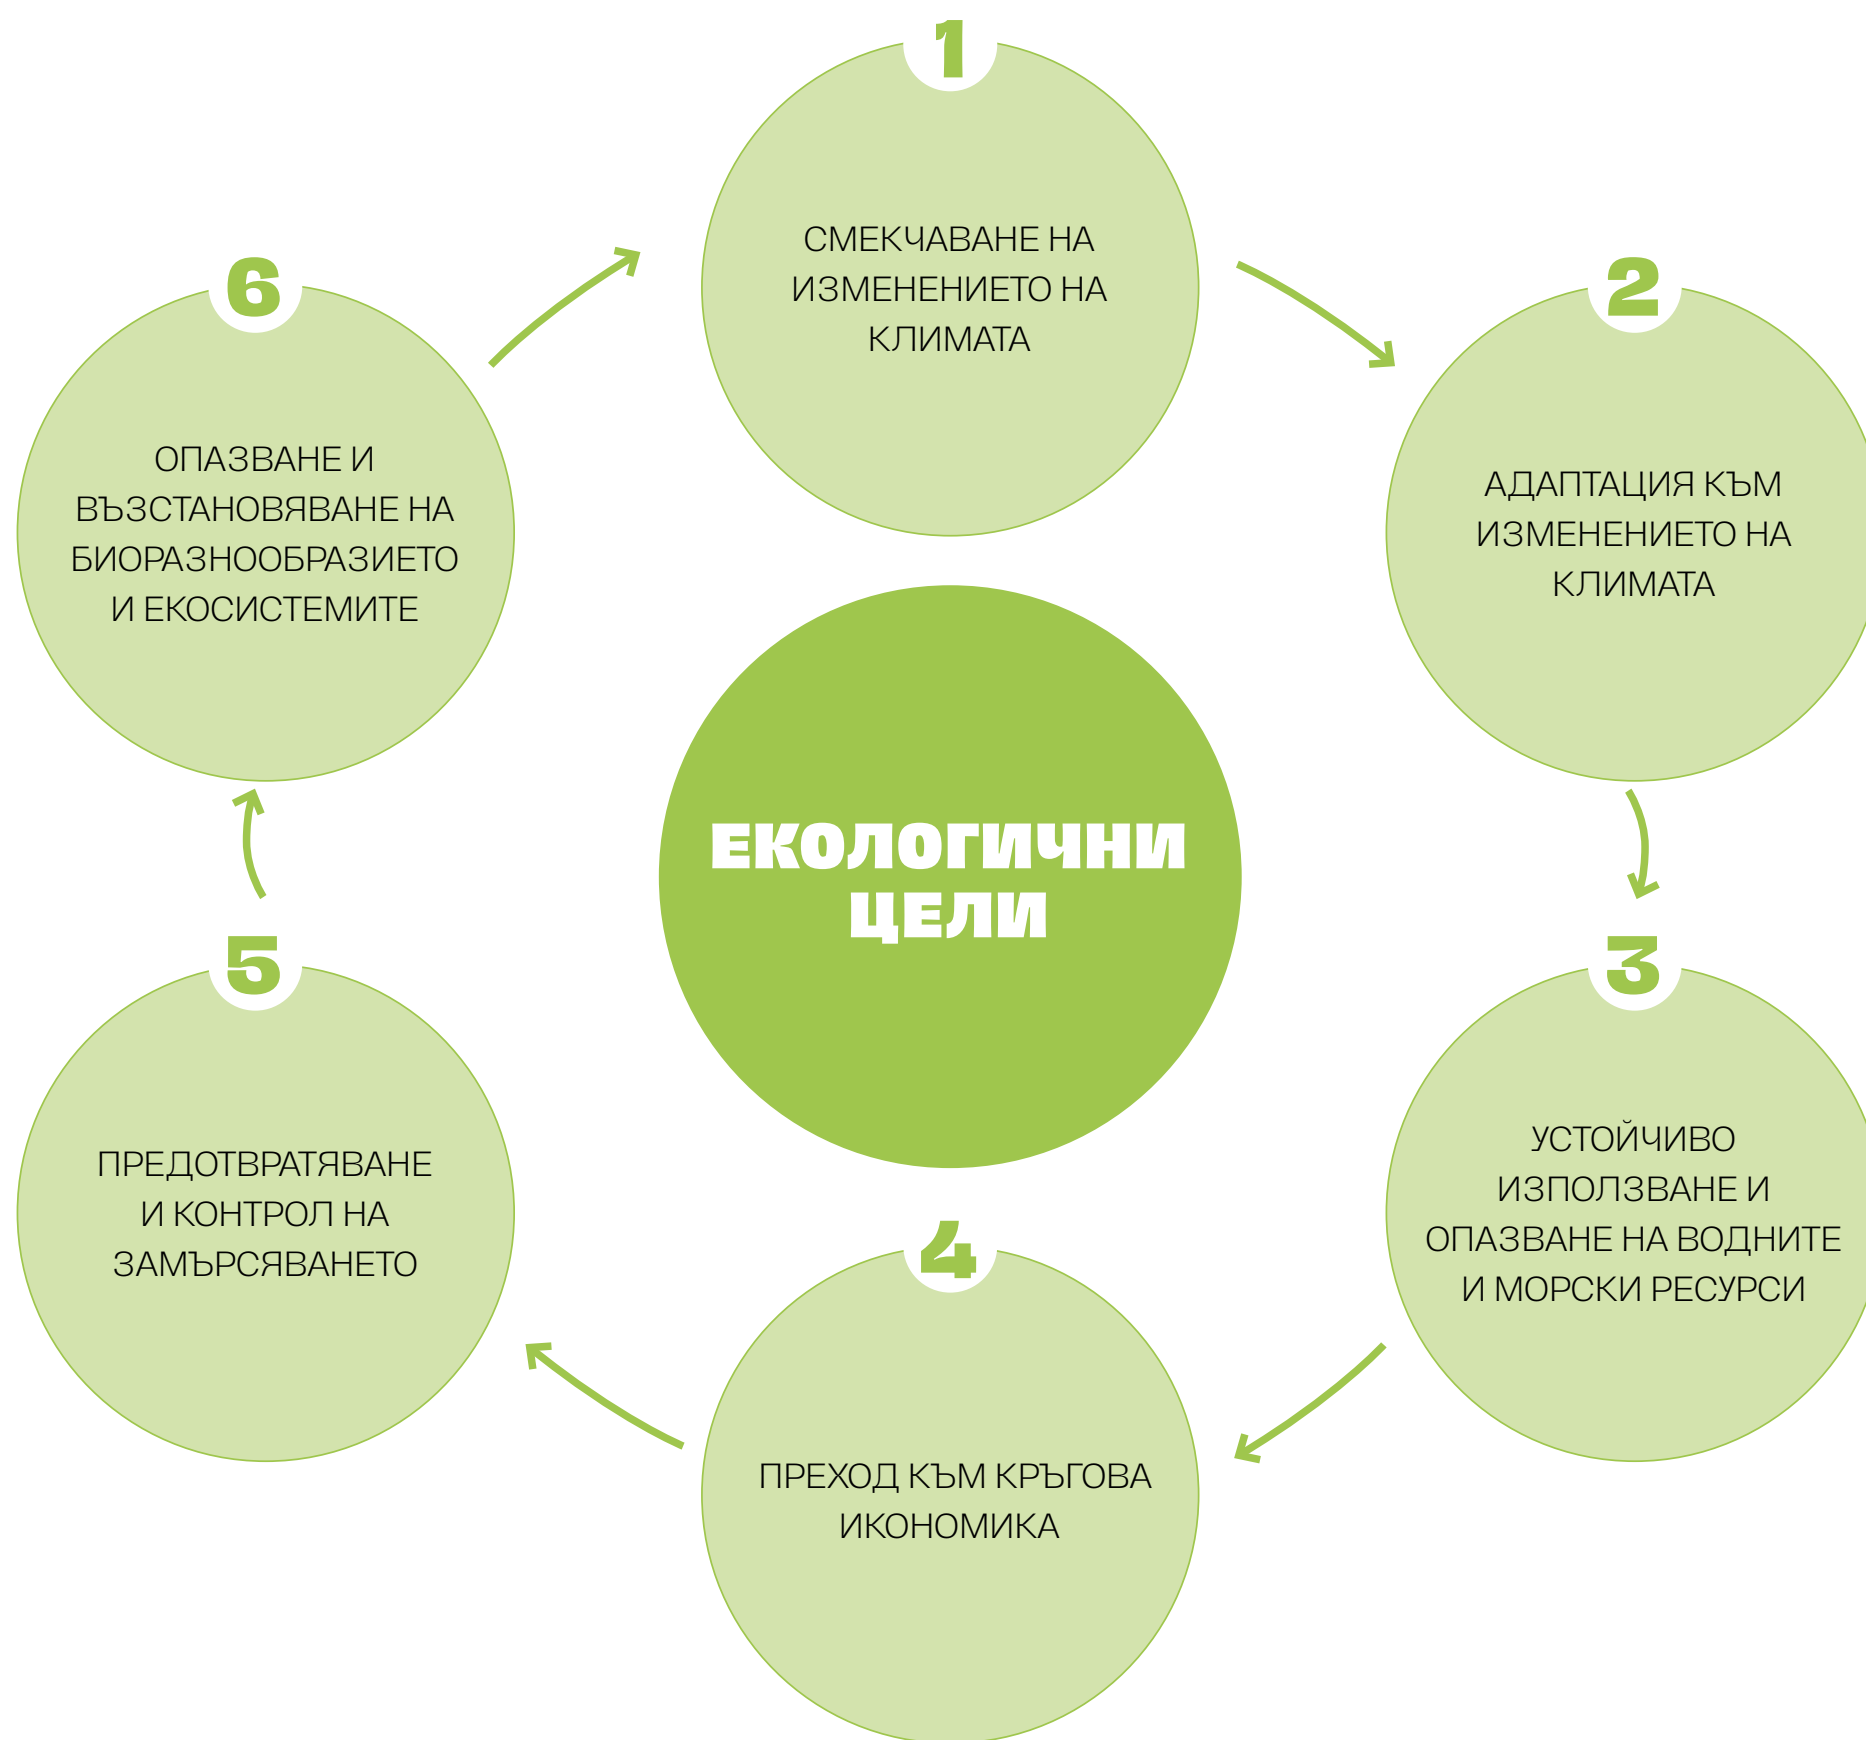 1
СМЕКЧАВАНЕ НА
ИЗМЕНЕНИЕТО НА
КЛИМАТА
2
АДАПТАЦИЯ КЪМ
ИЗМЕНЕНИЕТО НА
КЛИМАТА
3
УСТОЙЧИВО
ИЗПОЛЗВАНЕ И
ОПАЗВАНЕ НА ВОДНИТЕ
И МОРСКИ РЕСУРСИ
4
ПРЕХОД КЪМ КРЪГОВА
ИКОНОМИКА
5
ПРЕДОТВРАТЯВАНЕ
И КОНТРОЛ НА
ЗАМЪРСЯВАНЕТО
6
ОПАЗВАНЕ И
ВЪЗСТАНОВЯВАНЕ НА
БИОРАЗНООБРАЗИЕТО
И ЕКОСИСТЕМИТЕ
ЕКОЛОГИЧНИ
ЦЕЛИ